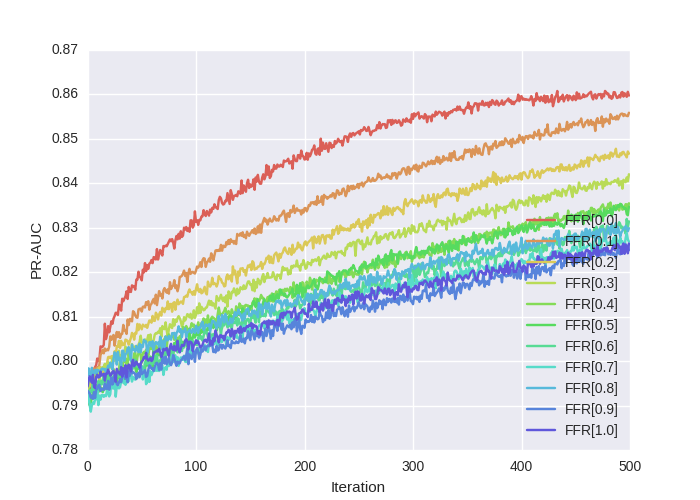 0.87
0.86
0.85
0.84
0.83
0.82
0.81
0.80
0.79
0.78
PR-AUC
0
100
200
300
400
500
Iteration
FFR[0.0]
FFR[0.1]
FFR[0.2]
FFR[0.3]
FFR[0.4]
FFR[0.5]
FFR[0.6]
FFR[0.7]
FFR[0.8]
FFR[0.9]
FFR[1.0]